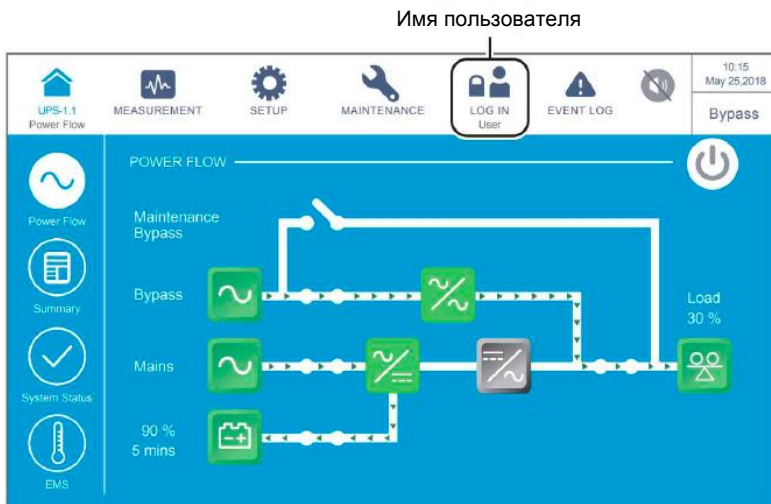 Имя пользователя
UPS-1.1
Power Flow
MEASUREMENT
SETUP
MAINTENANCE
LOG IN
User
EVENT LOG
10:15
May 25,2018
Bypass
POWER FLOW
Power Flow
Maintenance
Bypass
Summary
Bypass
Load
30 %
System Status
Mains
90 %
5 mins
EMS